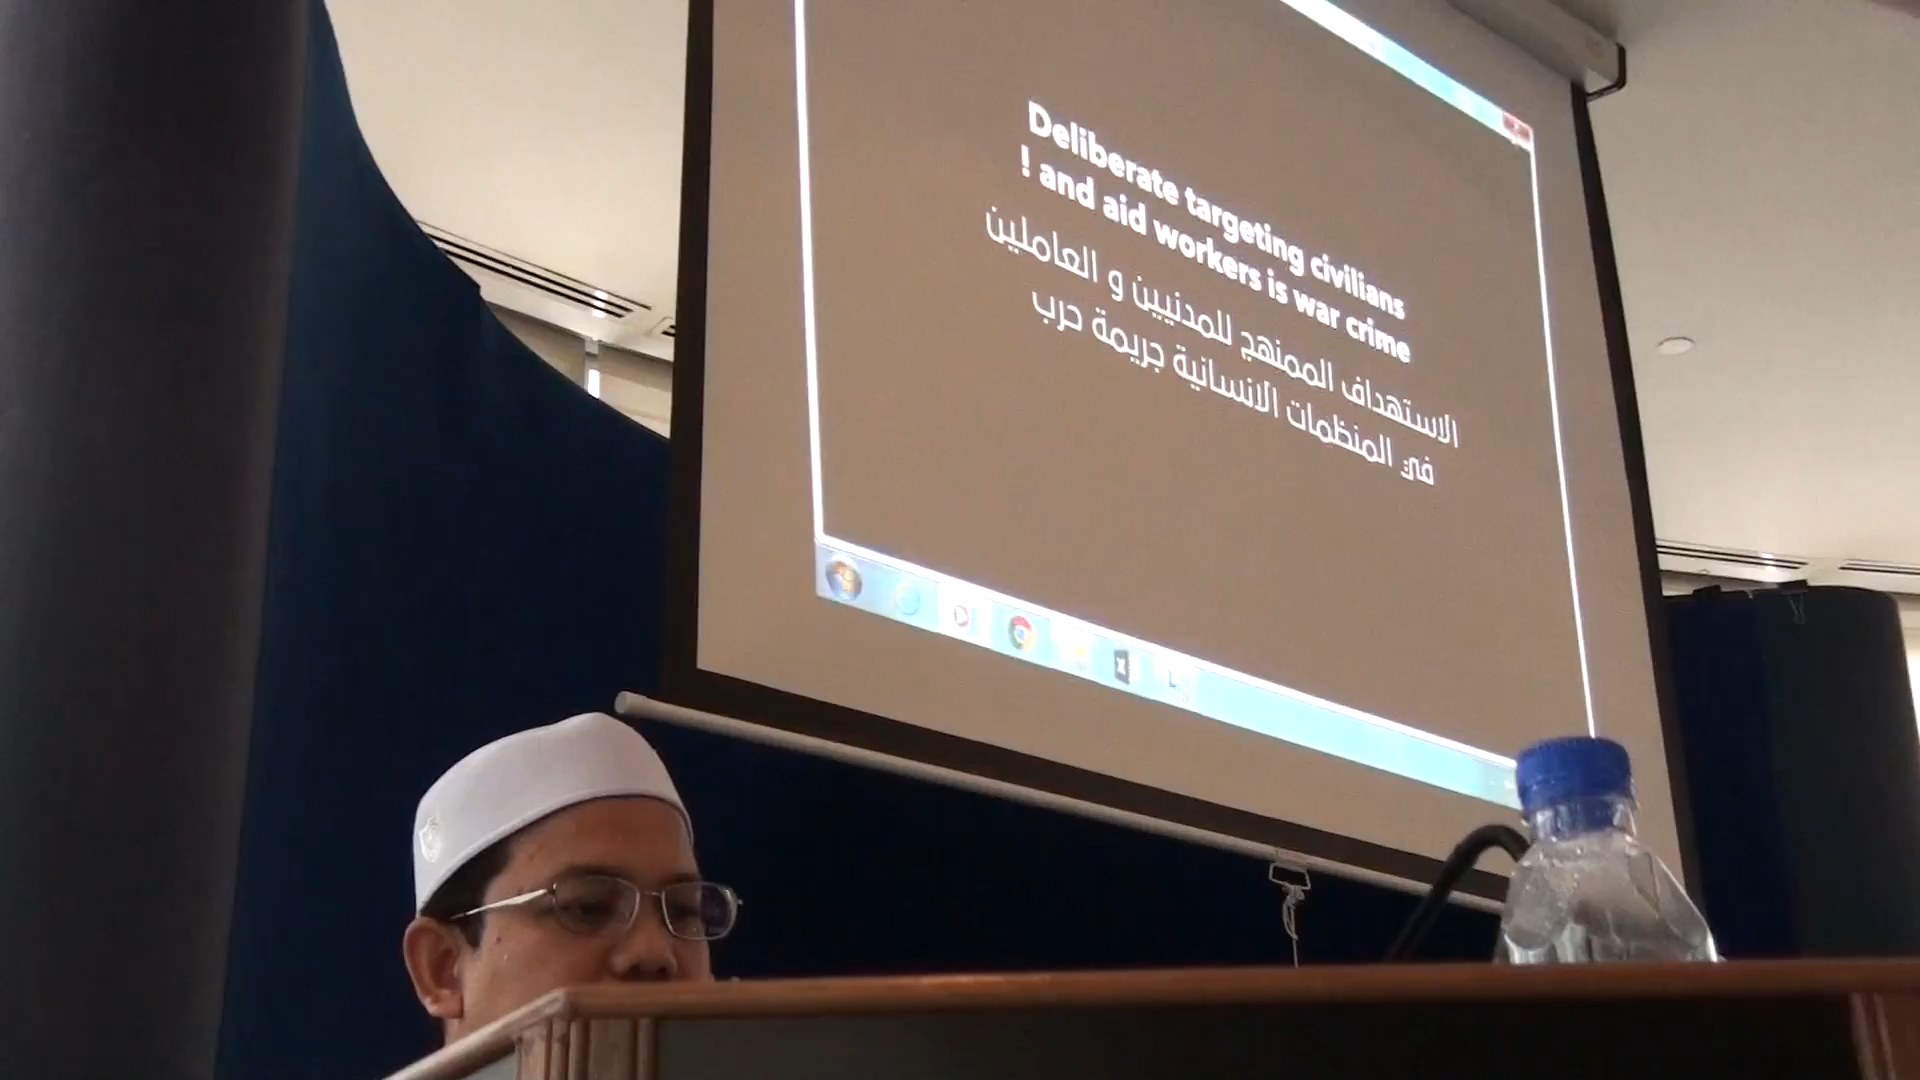 Deliberate targeting civilians
! and aid workers is war crime
الاستهداف الممنهج للمدنيين و العاملين
في المنظمات الانسانية جريمة حرب